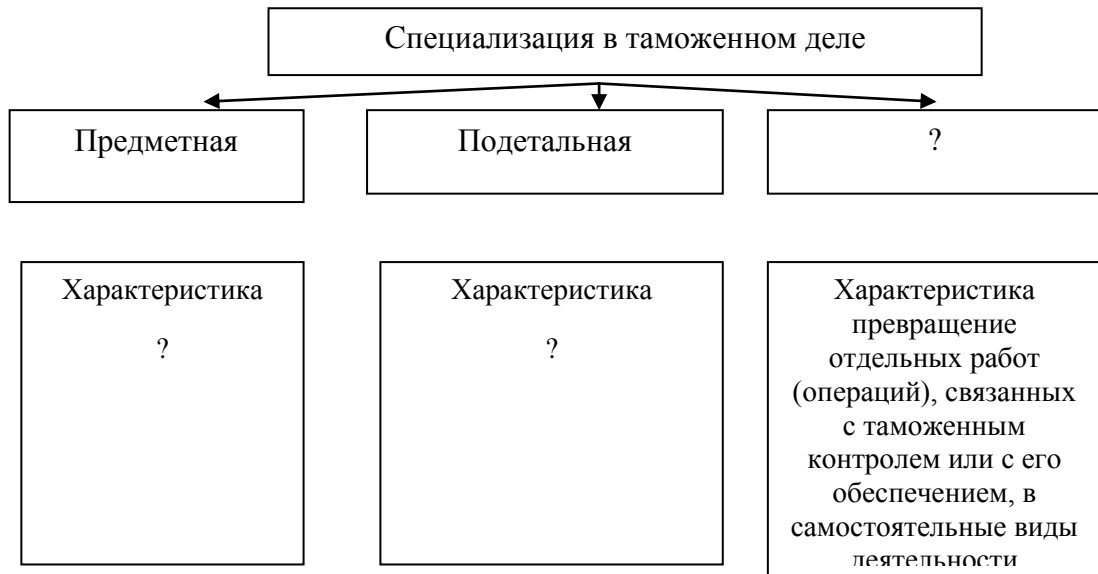 Специализация в таможенном деле
Предметная
Подетальная
?
Характеристика
?
Характеристика
?
Характеристика
превращение
отдельных работ
(операций), связанных
с таможенным
контролем или с его
обеспечением, в
самостоятельные виды
деятельности